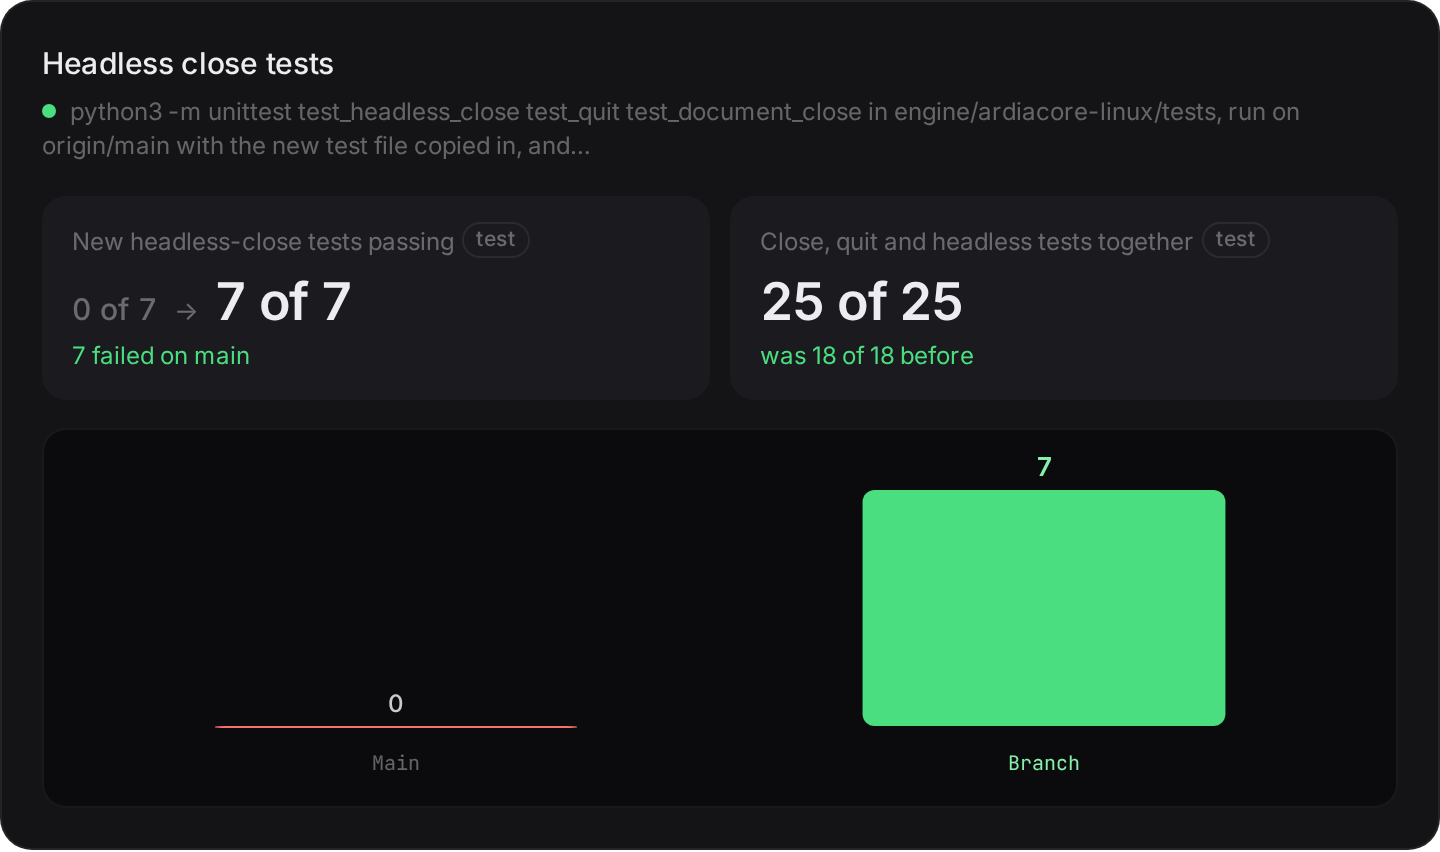 Headless close tests
python3 -m unittest test_headless_close test_quit test_document_close in engine/ardiacore-linux/tests, run on
origin/main with the new test file copied in, and...
New headless-close tests passing test
0 of 7 → 7 of 7
7 failed on main
Close, quit and headless tests together test
25 of 25
was 18 of 18 before
0
Main
7
Branch